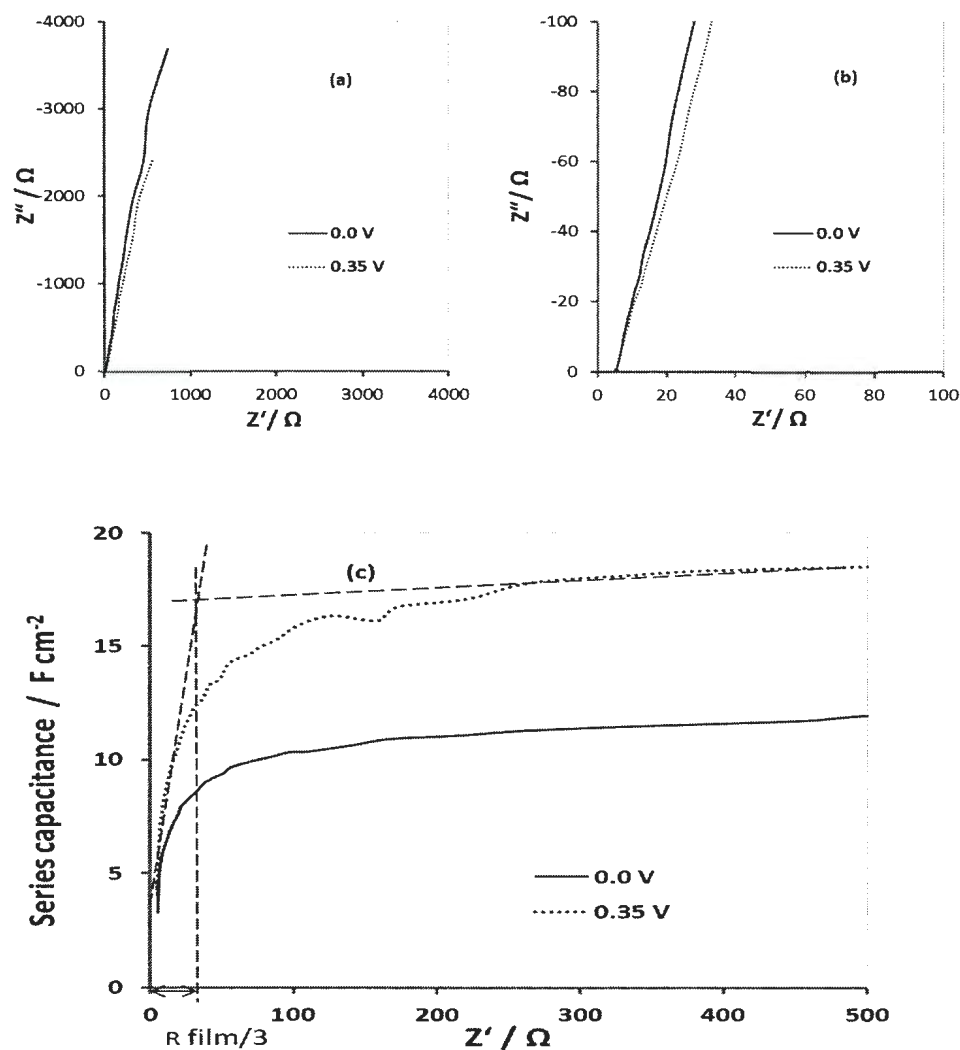 -4000
-3000
-2000
-1000
0
Z″/ Ω
(a)
0.0 V
0.35 V
0 1000 2000 3000 4000
Z′/ Ω
-100
-80
-60
-40
-20
0
Z″/ Ω
(b)
0.0 V
0.35 V
0 20 40 60 80 100
Z′/ Ω
20
15
10
5
0
Series capacitance / F cm-2
(c)
0.0 V
0.35 V
0 100 200 300 400 500
R film/3
Z′ / Ω